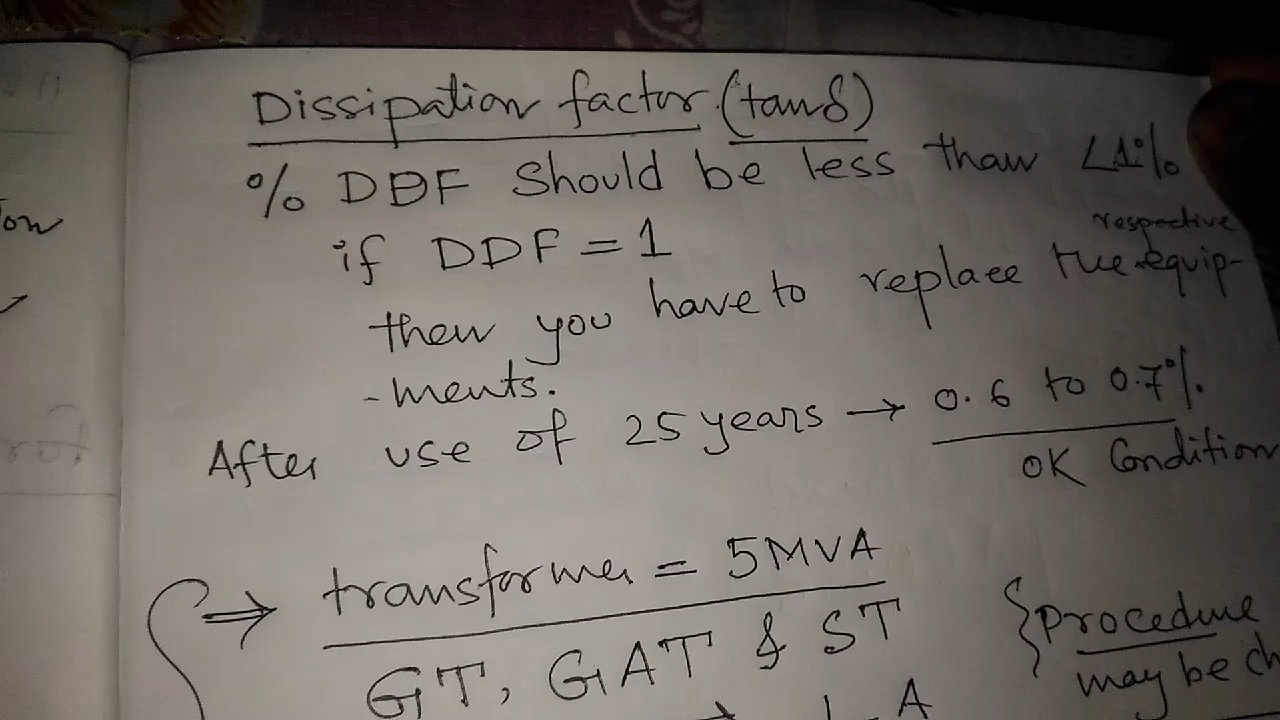 Dissipation factor (tanδ)
% DDF Should be less than <1%
if DDF = 1
then you have to replace the respective equip-
-ments.
After use of 25 years → 0.6 to 0.7%.
OK Condition
⇒ transformer = 5MVA
GT, GAT & ST
{procedure
may be ch
on
A